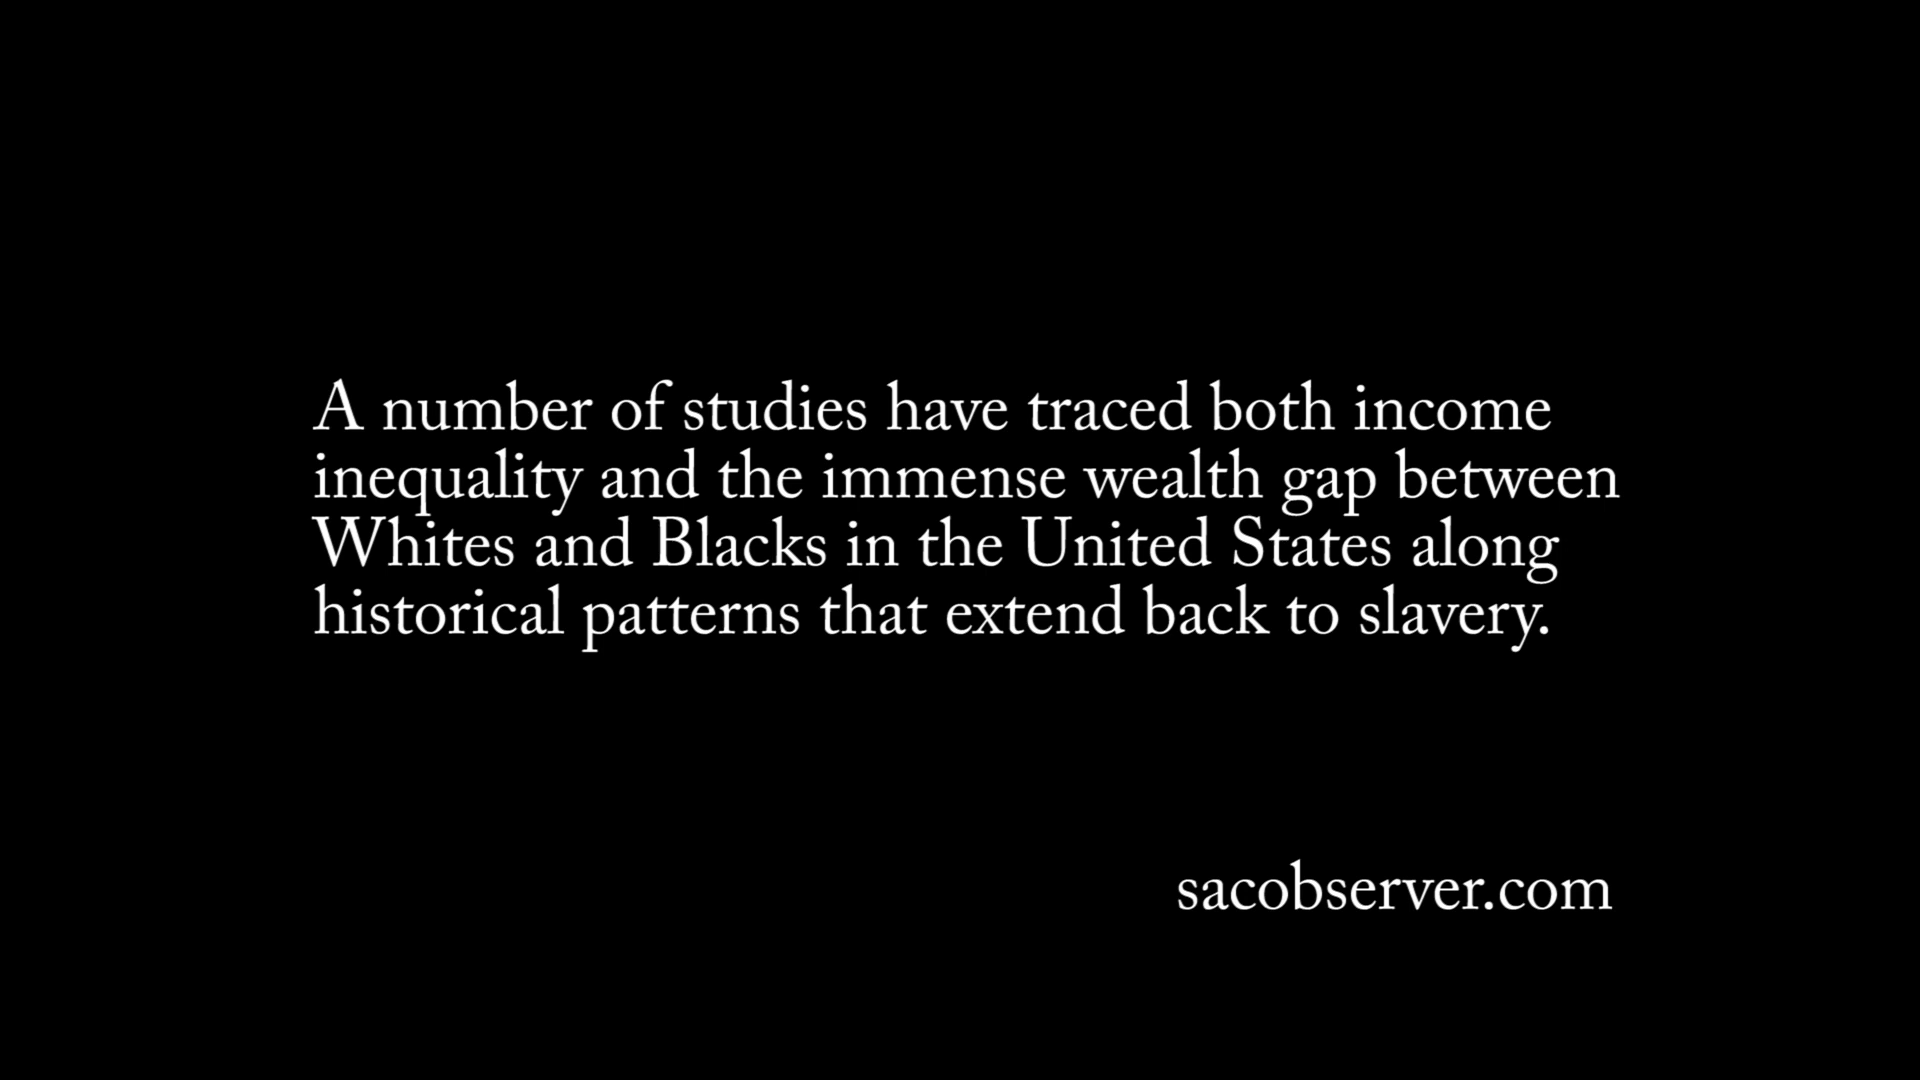 A number of studies have traced both income
inequality and the immense wealth gap between
Whites and Blacks in the United States along
historical patterns that extend back to slavery.
sacobserver.com